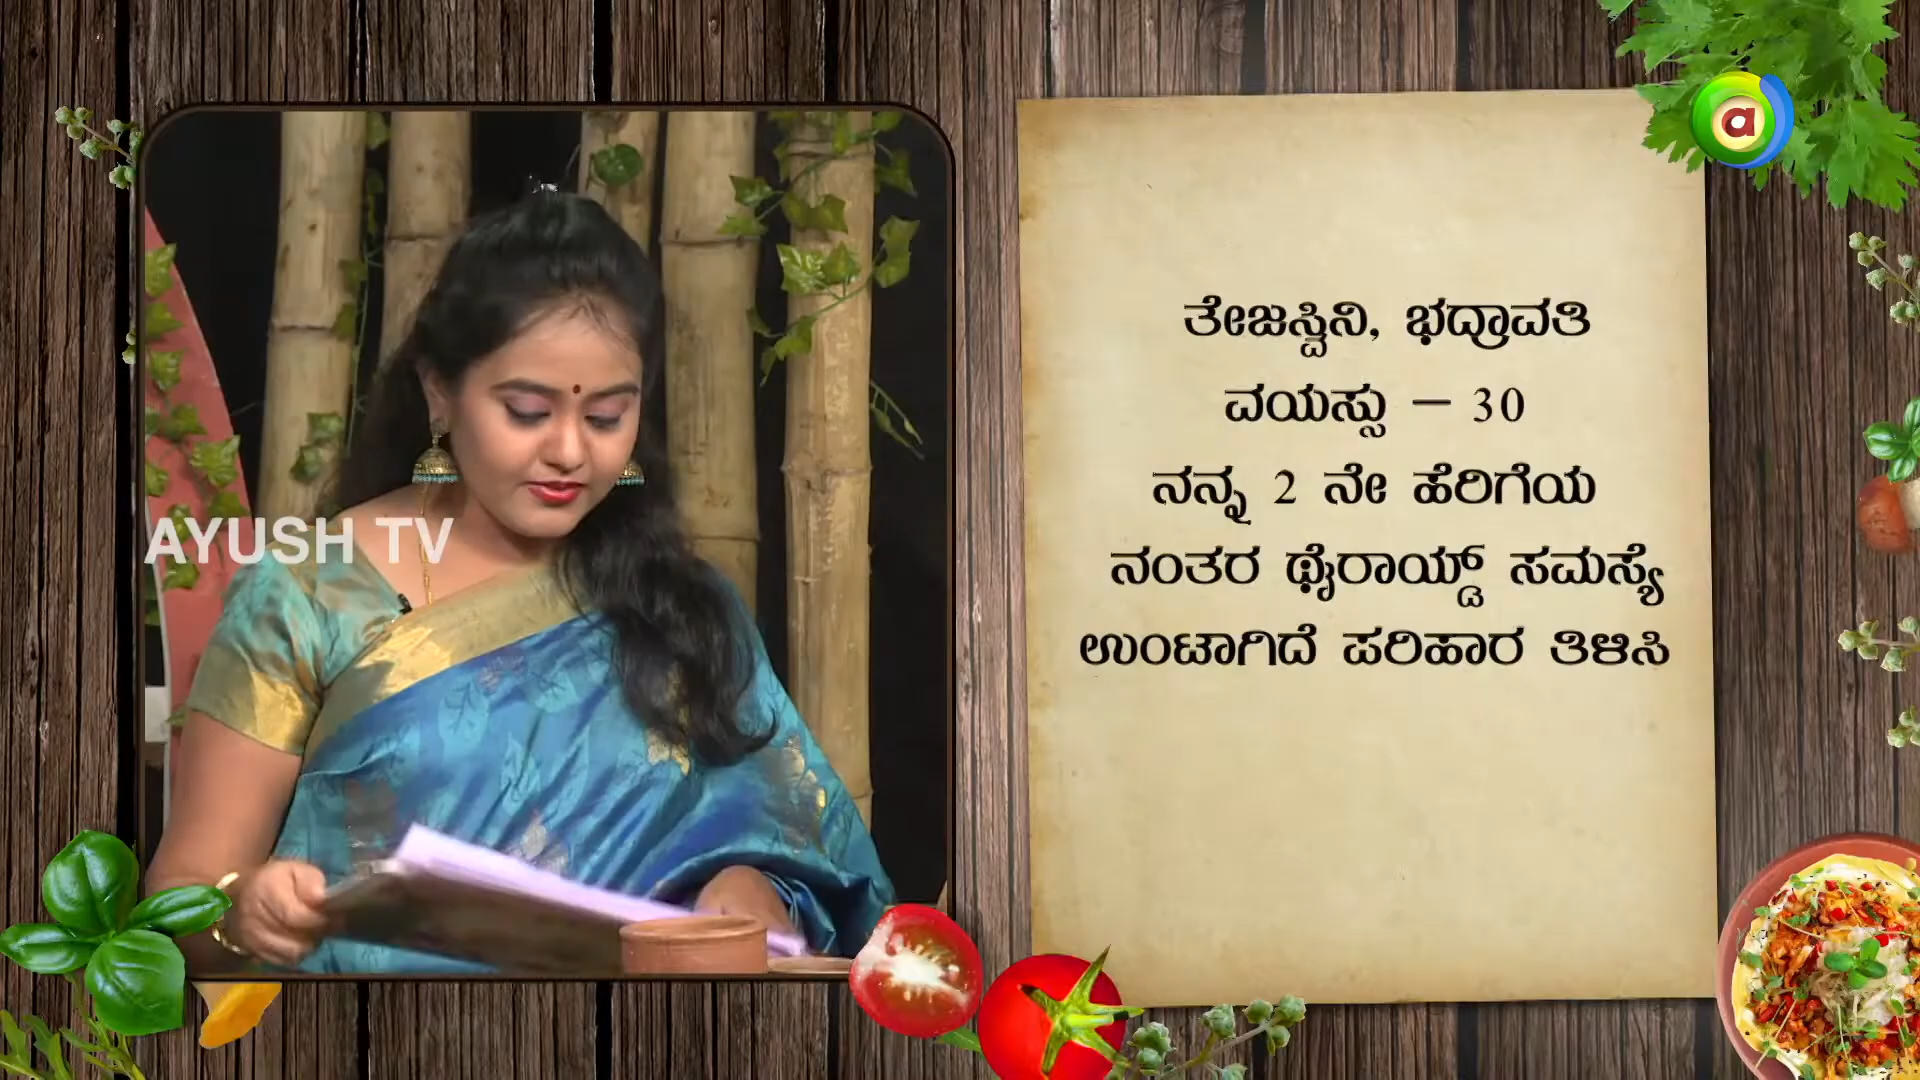 AYUSH TV
ತೇಜಸ್ವಿನಿ, ಭದ್ರಾವತಿ
ವಯಸ್ಸು – 30
ನನ್ನ 2 ನೇ ಹೆರಿಗೆಯ
ನಂತರ ಥೈರಾಯ್ಡ್ ಸಮಸ್ಯೆ
ಉಂಟಾಗಿದೆ ಪರಿಹಾರ ತಿಳಿಸಿ
a